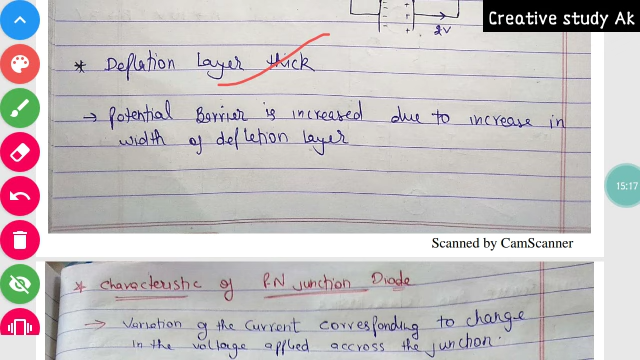 Creative study Ak
2V
* Depletion Layer thick
→ Potential Barrier is increased due to increase in
width of depletion layer
15:17
Scanned by CamScanner
* characteristic of P.N junction Diode
→ Variation of the current corresponding to change
in the voltage applied accross the junction.